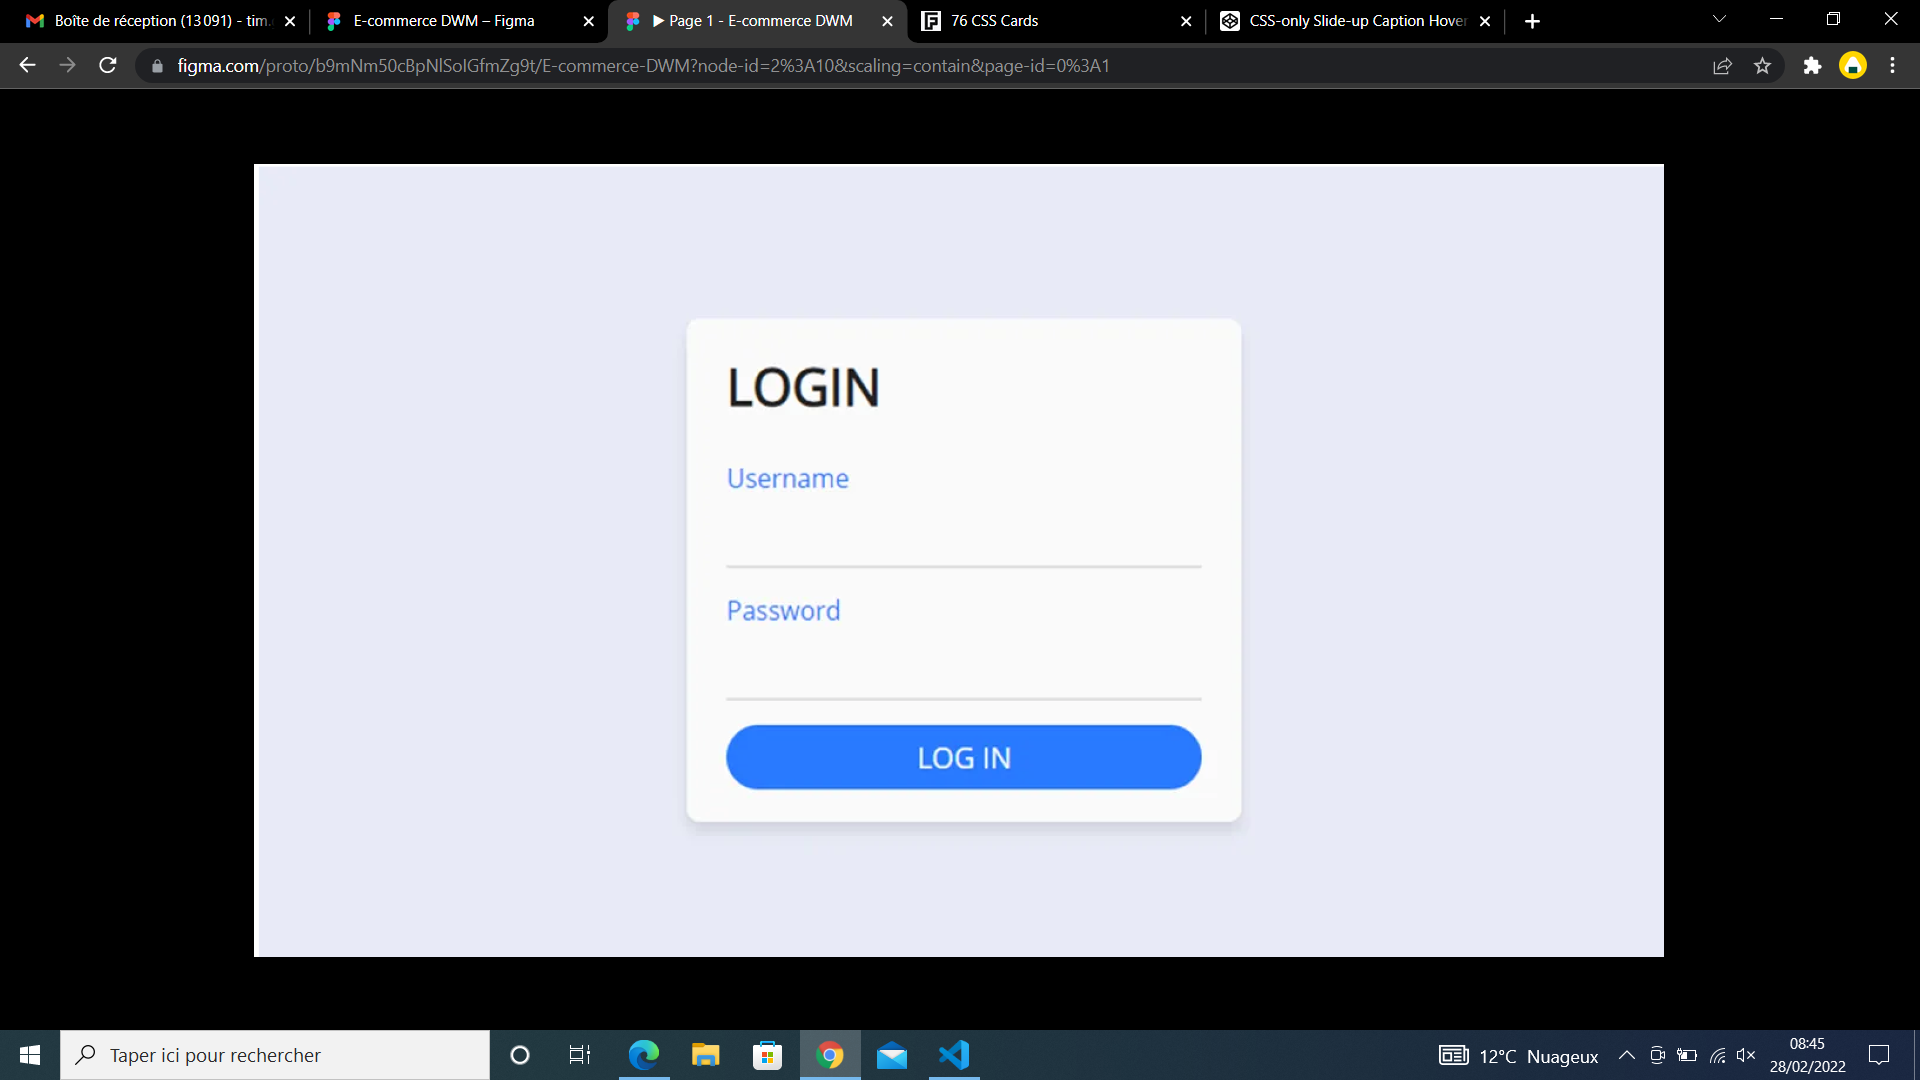 Boîte de réception (13 091) - tim.
E-commerce DWM – Figma
▶ Page 1 - E-commerce DWM
76 CSS Cards
CSS-only Slide-up Caption Hover
figma.com/proto/b9mNm50cBpNlSoIGfmZg9t/E-commerce-DWM?node-id=2%3A10&scaling=contain&page-id=0%3A1
LOGIN
Username
Password
LOG IN
Taper ici pour rechercher
12°C Nuageux
08:45
28/02/2022